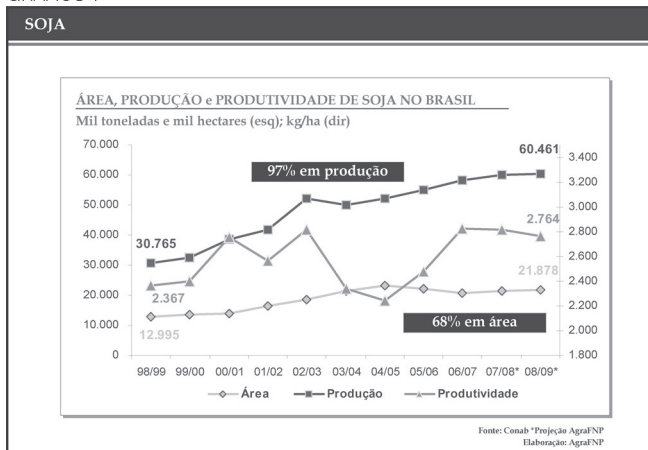 SOJA
ÁREA, PRODUÇÃO e PRODUTIVIDADE DE SOJA NO BRASIL
Mil toneladas e mil hectares (esq); kg/ha (dir)
70.000
60.000
50.000
40.000
30.000
20.000
10.000
0
3.400
3.200
3.000
2.800
2.600
2.400
2.200
2.000
1.800
60.461
97% em produção
30.765
2.764
2.367
21.878
12.995
68% em área
98/99 99/00 00/01 01/02 02/03 03/04 04/05 05/06 06/07 07/08* 08/09*
Área Produção Produtividade
Fonte: Conab *Projeção AgraFNP
Elaboração: AgraFNP